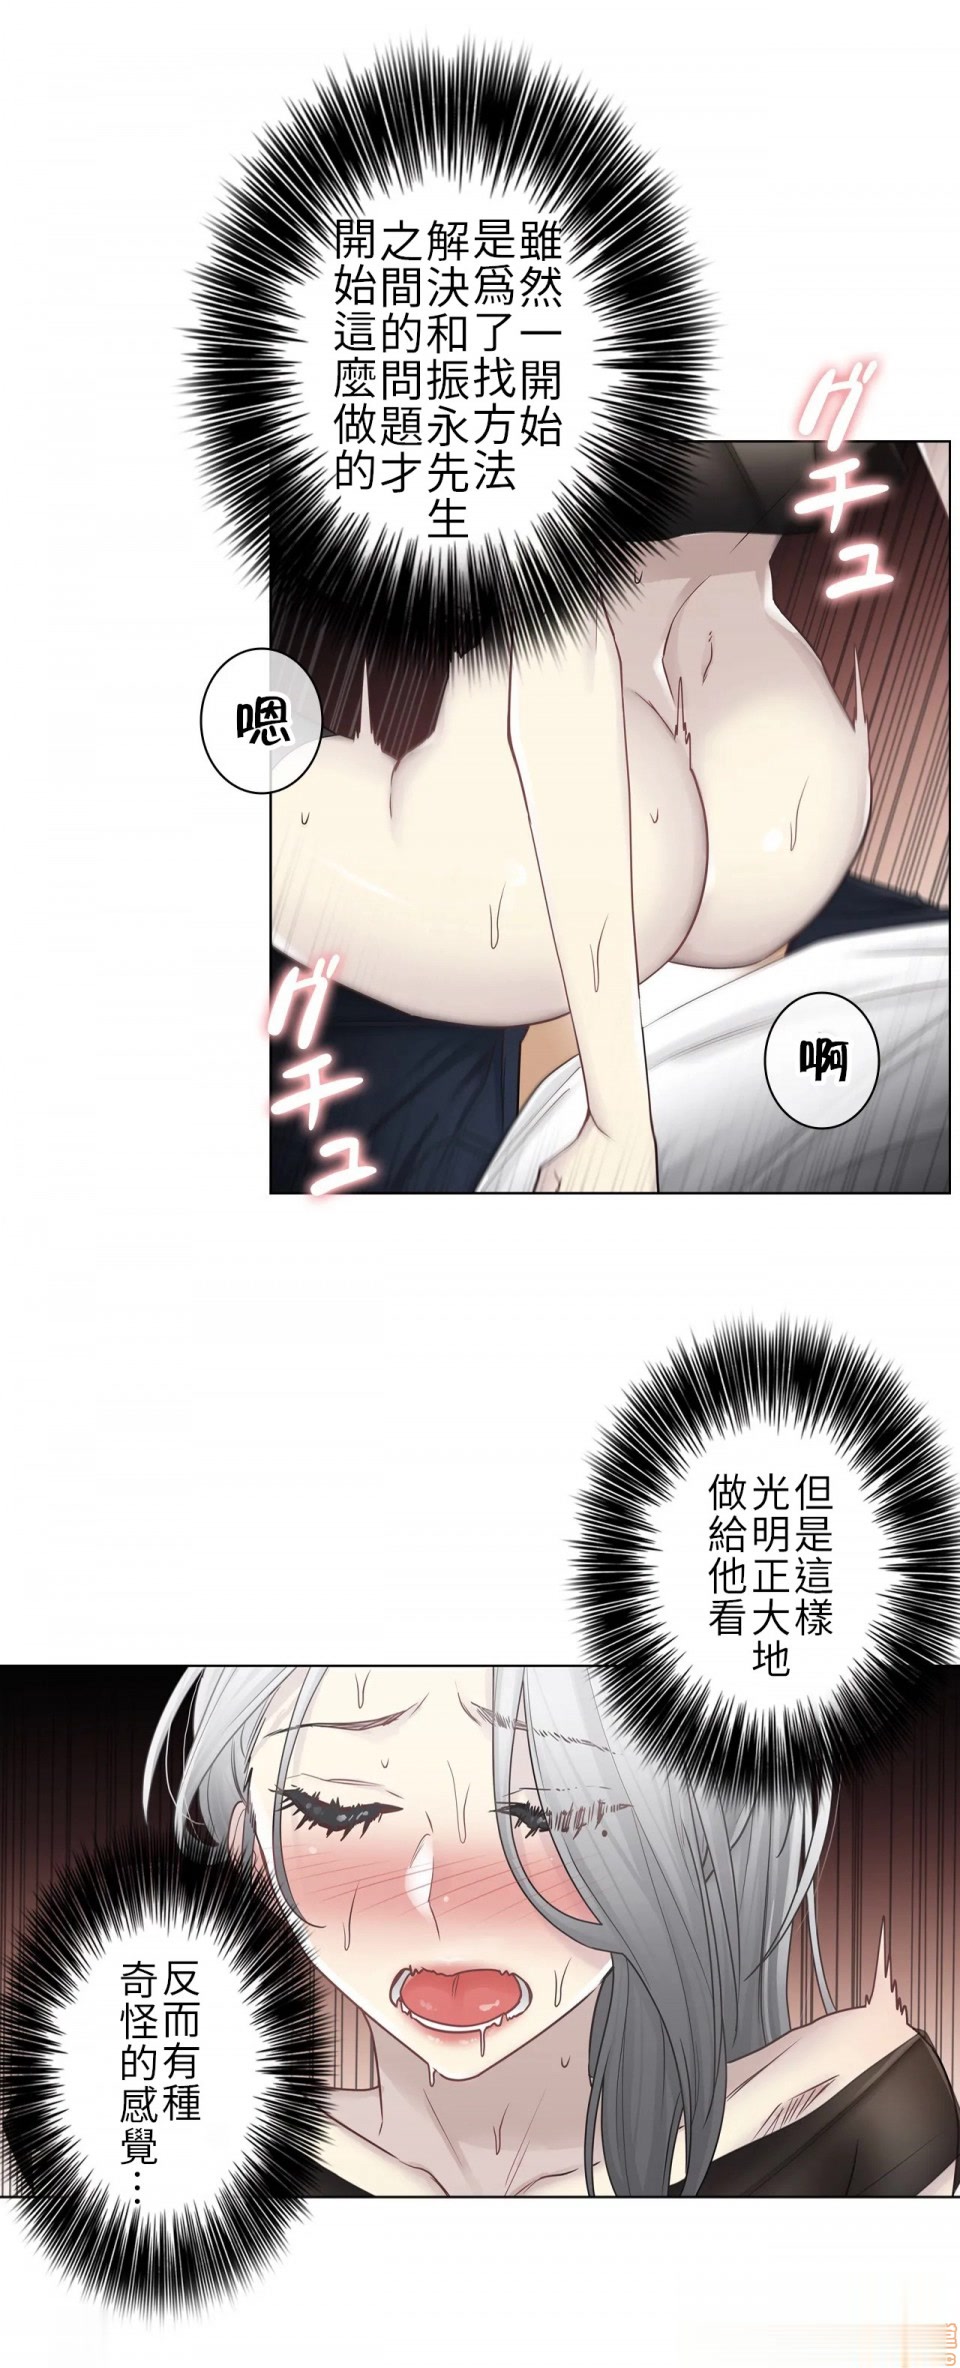 雖然一開始
是爲了找方法
解決和振永先生
之間的問題才
開始這麼做的
グチュ
嗯
グチュ
啊
但是這樣
光明正大地
做給他看
反而有種
奇怪的感覺…